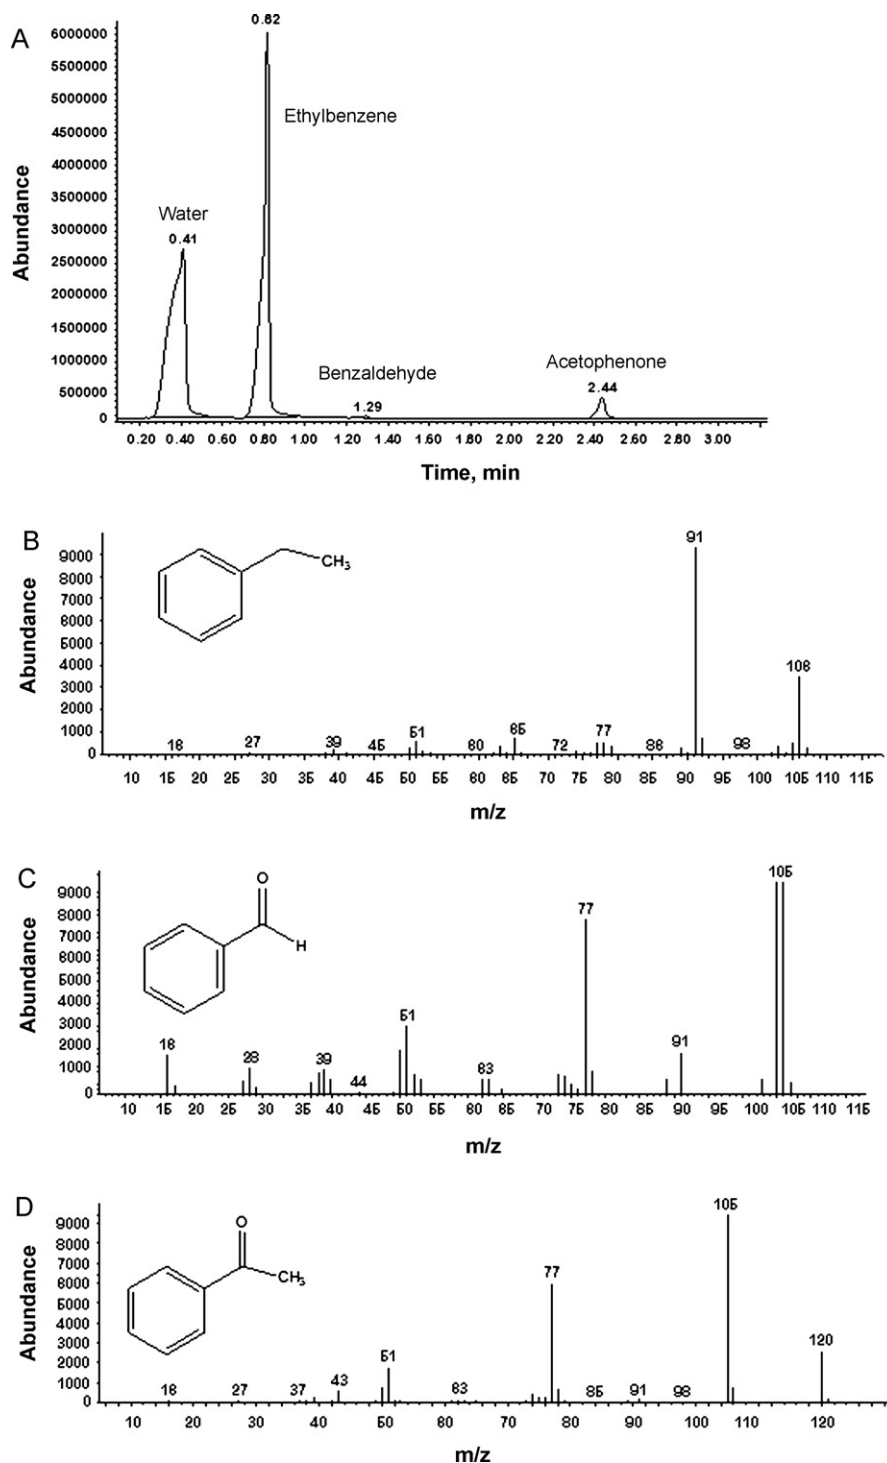 A
6000000
5500000
5000000
4500000
4000000
3500000
3000000
2500000
2000000
1500000
1000000
500000
0
Abundance
0.82
Ethylbenzene
Water
0.41
Benzaldehyde
1.29
Acetophenone
2.44
0.20 0.40 0.60 0.80 1.00 1.20 1.40 1.60 1.80 2.00 2.20 2.40 2.60 2.80 3.00
Time, min
B
9000
8000
7000
6000
5000
4000
3000
2000
1000
0
Abundance
CH3
16 27 39 45 51 60 65 72 77 86 91 98 106
10 15 20 25 30 35 40 45 50 55 60 65 70 75 80 85 90 95 100 105 110 115
m/z
C
9000
8000
7000
6000
5000
4000
3000
2000
1000
0
Abundance
O
H
16 28 39 44 51 63 77 91 105
10 15 20 25 30 35 40 45 50 55 60 65 70 75 80 85 90 95 100 105 110 115
m/z
D
9000
8000
7000
6000
5000
4000
3000
2000
1000
0
Abundance
O
CH3
16 27 37 43 51 63 77 85 91 98 105 120
10 20 30 40 50 60 70 80 90 100 110 120
m/z